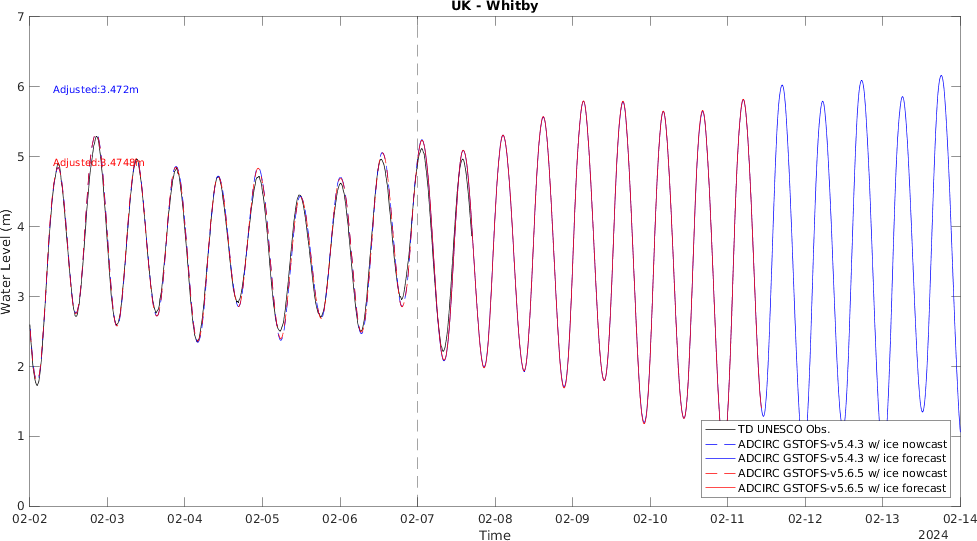 UK - Whitby
7
6
5
4
3
2
1
0
Water Level (m)
Adjusted:3.472m
Adjusted:3.4748m
TD UNESCO Obs.
ADCIRC GSTOFS-v5.4.3 w/ ice nowcast
ADCIRC GSTOFS-v5.4.3 w/ ice forecast
ADCIRC GSTOFS-v5.6.5 w/ ice nowcast
ADCIRC GSTOFS-v5.6.5 w/ ice forecast
02-02 02-03 02-04 02-05 02-06 02-07 02-08 02-09 02-10 02-11 02-12 02-13 02-14
Time
2024